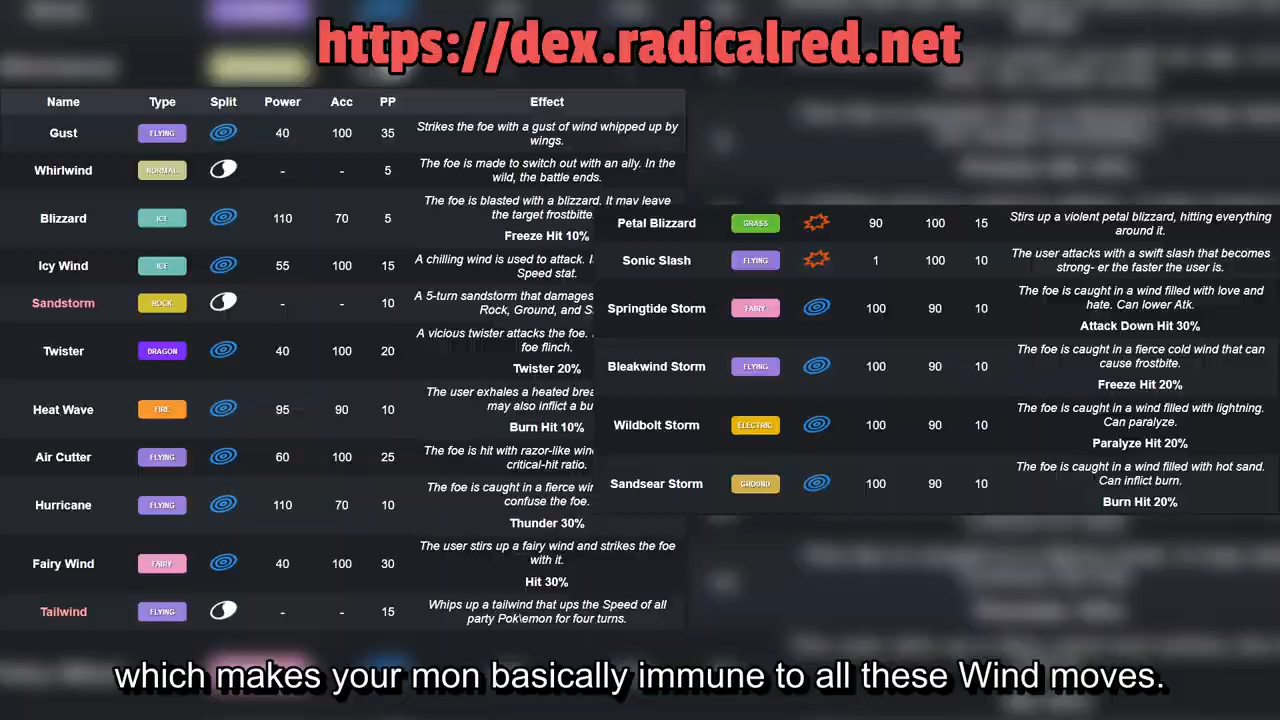 https://dex.radicalred.net
Name Type Split Power Acc PP Effect
Gust FLYING 40 100 35 Strikes the foe with a gust of wind whipped up by
wings.
Whirlwind NORMAL - - 5 The foe is made to switch out with an ally. In the
wild, the battle ends.
Blizzard ICE 110 70 5 The foe is blasted with a blizzard. It may leave
the target frostbitte
Freeze Hit 10%
Icy Wind ICE 55 100 15 A chilling wind is used to attack.
Speed stat.
Sandstorm ROCK - - 10 A 5-turn sandstorm that damages
Rock, Ground, and S
Twister DRAGON 40 100 20 A vicious twister attacks the foe.
foe flinch.
Twister 20%
Heat Wave FIRE 95 90 10 The user exhales a heated brea
may also inflict a bu
Burn Hit 10%
Air Cutter FLYING 60 100 25 The foe is hit with razor-like win
critical-hit ratio.
Hurricane FLYING 110 70 10 The foe is caught in a fierce wi
confuse the foe.
Thunder 30%
Fairy Wind FAIRY 40 100 30 The user stirs up a fairy wind and strikes the foe
with it.
Hit 30%
Tailwind FLYING - - 15 Whips up a tailwind that ups the Speed of all
party Pok\emon for four turns.
Petal Blizzard GRASS 90 100 15 Stirs up a violent petal blizzard, hitting everything
around it.
Sonic Slash FLYING 1 100 10 The user attacks with a swift slash that becomes
strong- er the faster the user is.
Springtide Storm FAIRY 100 90 10 The foe is caught in a wind filled with love and
hate. Can lower Atk.
Attack Down Hit 30%
Bleakwind Storm FLYING 100 90 10 The foe is caught in a fierce cold wind that can
cause frostbite.
Freeze Hit 20%
Wildbolt Storm ELECTRIC 100 90 10 The foe is caught in a wind filled with lightning.
Can paralyze.
Paralyze Hit 20%
Sandsear Storm GROUND 100 90 10 The foe is caught in a wind filled with hot sand.
Can inflict burn.
Burn Hit 20%
which makes your mon basically immune to all these Wind moves.